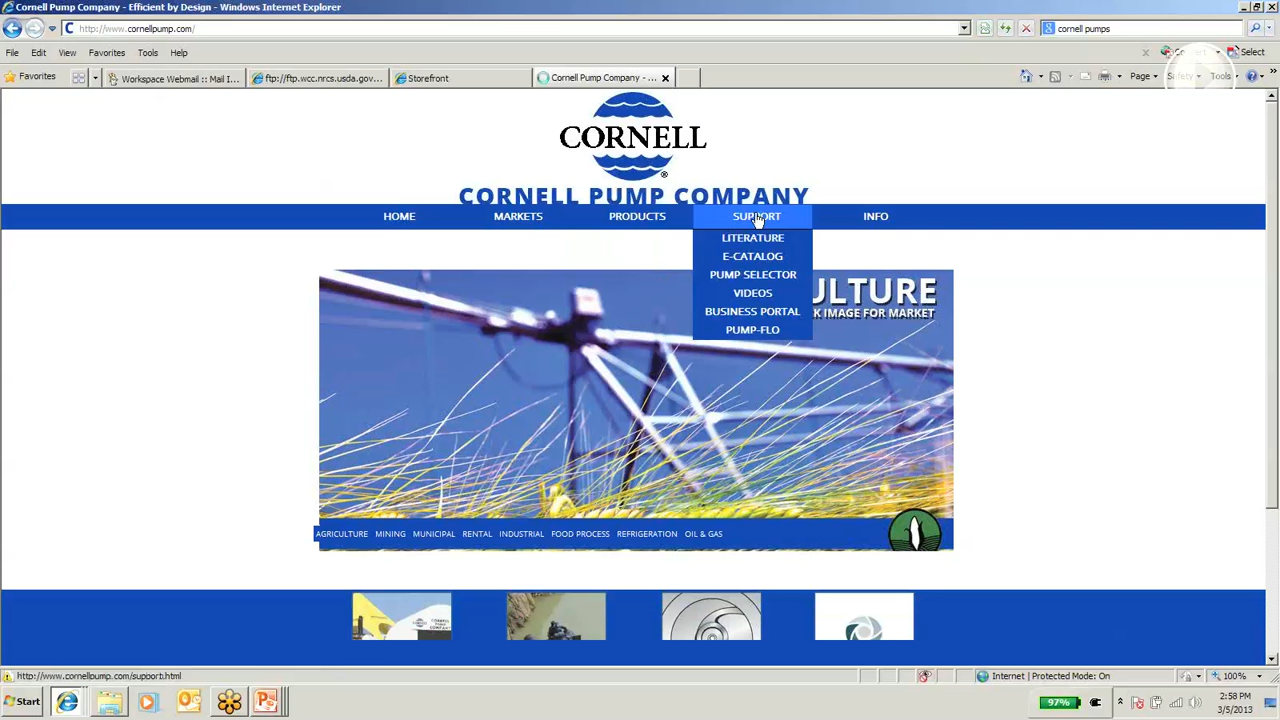 Cornell Pump Company - Efficient by Design - Windows Internet Explorer
http://www.cornellpump.com/
cornell pumps
File Edit View Favorites Tools Help
Select
Favorites
Workspace Webmail :: Mail I...
ftp://ftp.wcc.nrcs.usda.gov...
Storefront
Cornell Pump Company - ...
Page
Safety
Tools
CORNELL
®
CORNELL PUMP COMPANY
HOME MARKETS PRODUCTS SUPPORT INFO
LITERATURE
E-CATALOG
PUMP SELECTOR
VIDEOS
BUSINESS PORTAL
PUMP-FLO
ULTURE
K IMAGE FOR MARKET
AGRICULTURE MINING MUNICIPAL RENTAL INDUSTRIAL FOOD PROCESS REFRIGERATION OIL & GAS
http://www.cornellpump.com/support.html
Internet | Protected Mode: On
100%
Start
97%
2:58 PM
3/5/2013